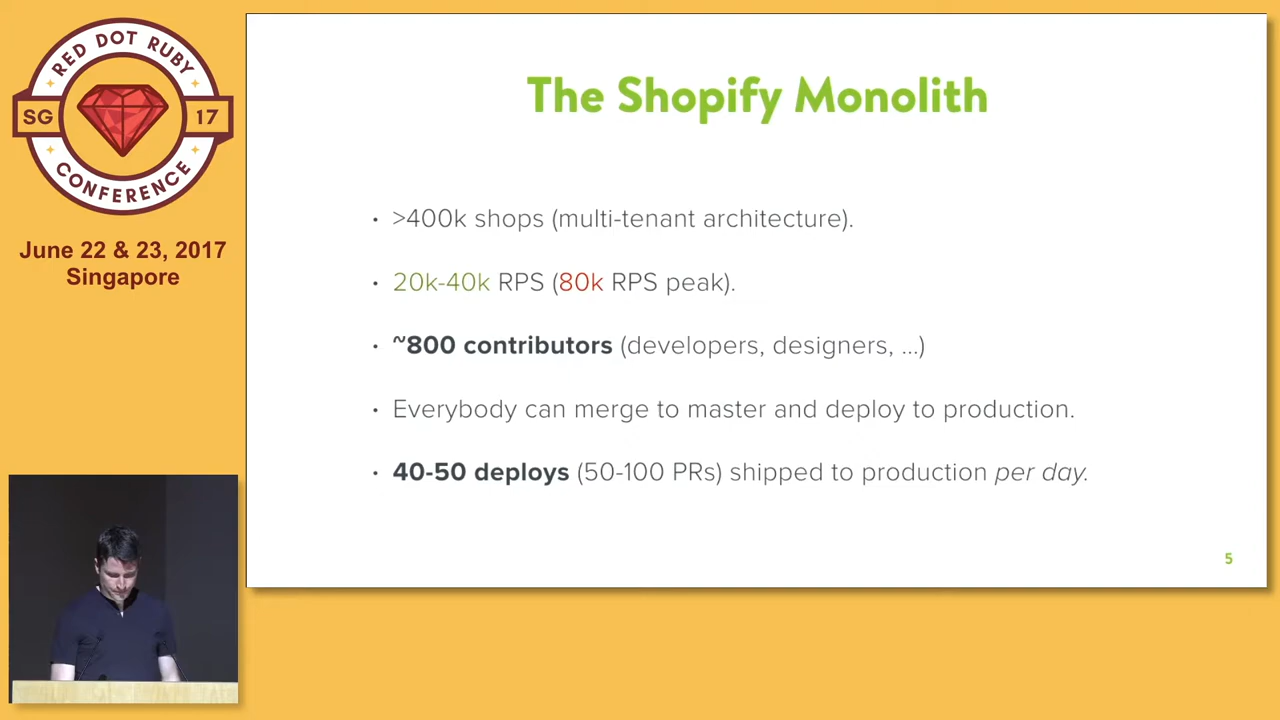 RED DOT RUBY
SG 17
CONFERENCE
June 22 & 23, 2017
Singapore
The Shopify Monolith
• >400k shops (multi-tenant architecture).
• 20k-40k RPS (80k RPS peak).
• ~800 contributors (developers, designers, ...)
• Everybody can merge to master and deploy to production.
• 40-50 deploys (50-100 PRs) shipped to production per day.
5